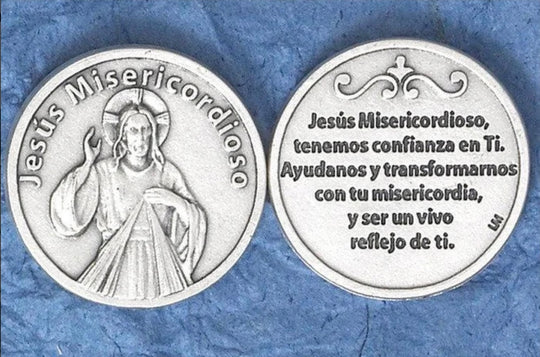 Jesús Misericordioso
Jesús Misericordioso,
tenemos confianza en Ti.
Ayudanos y transformarnos
con tu misericordia,
y ser un vivo
reflejo de ti.
LM